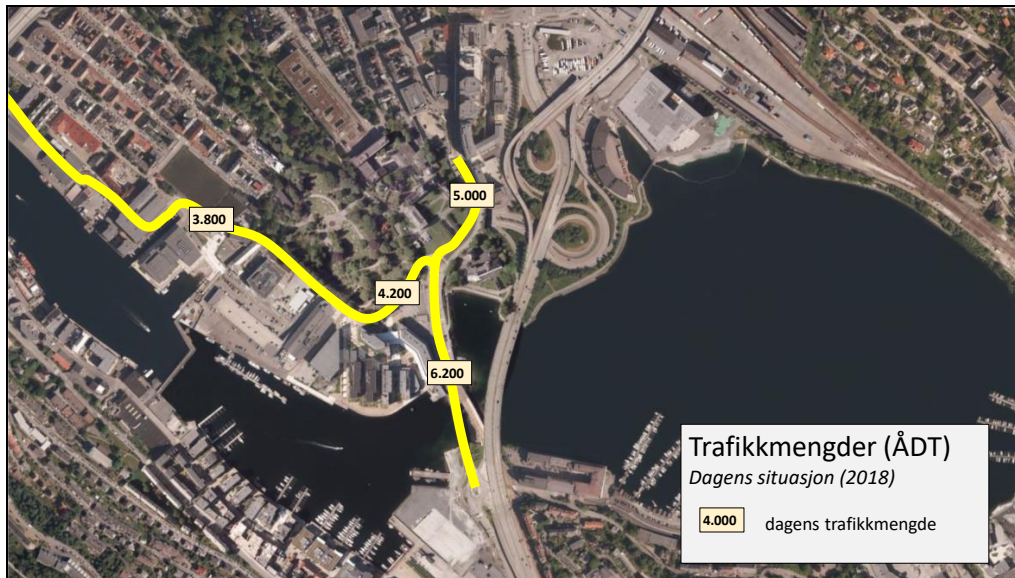 5.000
3.800
4.200
6.200
Trafikkmengder (ÅDT)
Dagens situasjon (2018)
4.000 dagens trafikkmengde